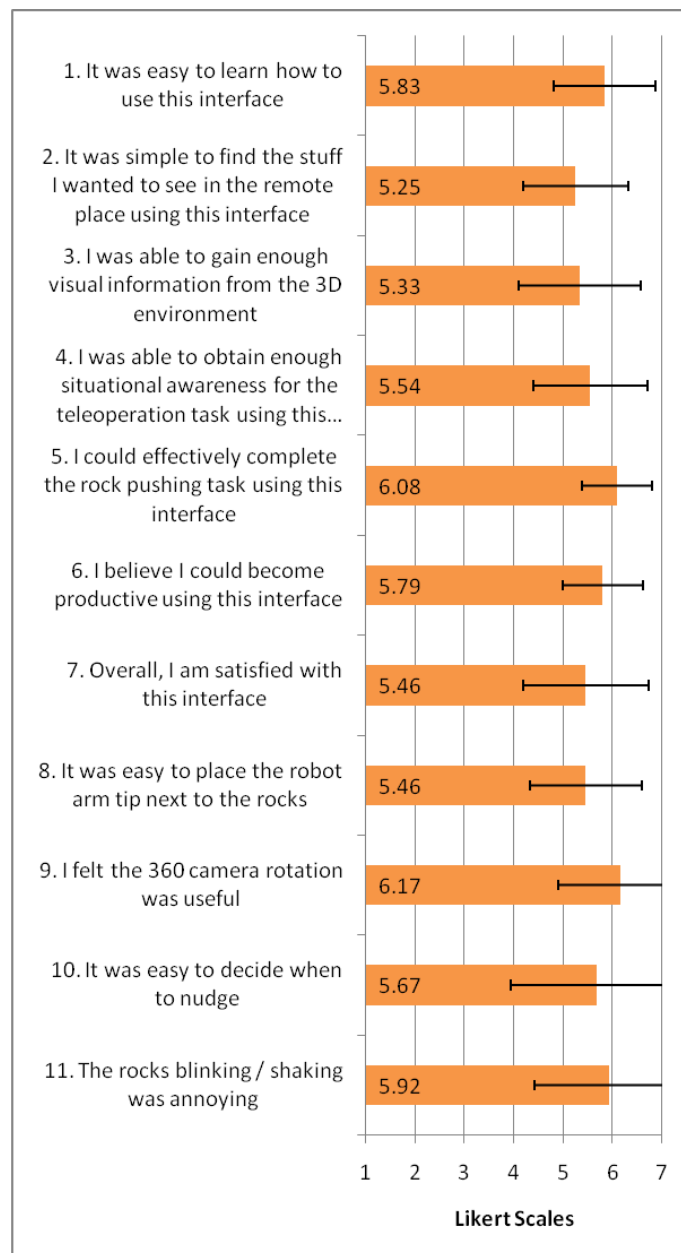 1 2 3 4 5 6 7
1. It was easy to learn how to
use this interface
5.83
2. It was simple to find the stuff
I wanted to see in the remote
place using this interface
5.25
3. I was able to gain enough
visual information from the 3D
environment
5.33
4. I was able to obtain enough
situational awareness for the
teleoperation task using this...
5.54
5. I could effectively complete
the rock pushing task using this
interface
6.08
6. I believe I could become
productive using this interface
5.79
7. Overall, I am satisfied with
this interface
5.46
8. It was easy to place the robot
arm tip next to the rocks
5.46
9. I felt the 360 camera rotation
was useful
6.17
10. It was easy to decide when
to nudge
5.67
11. The rocks blinking / shaking
was annoying
5.92
1 2 3 4 5 6 7
Likert Scales